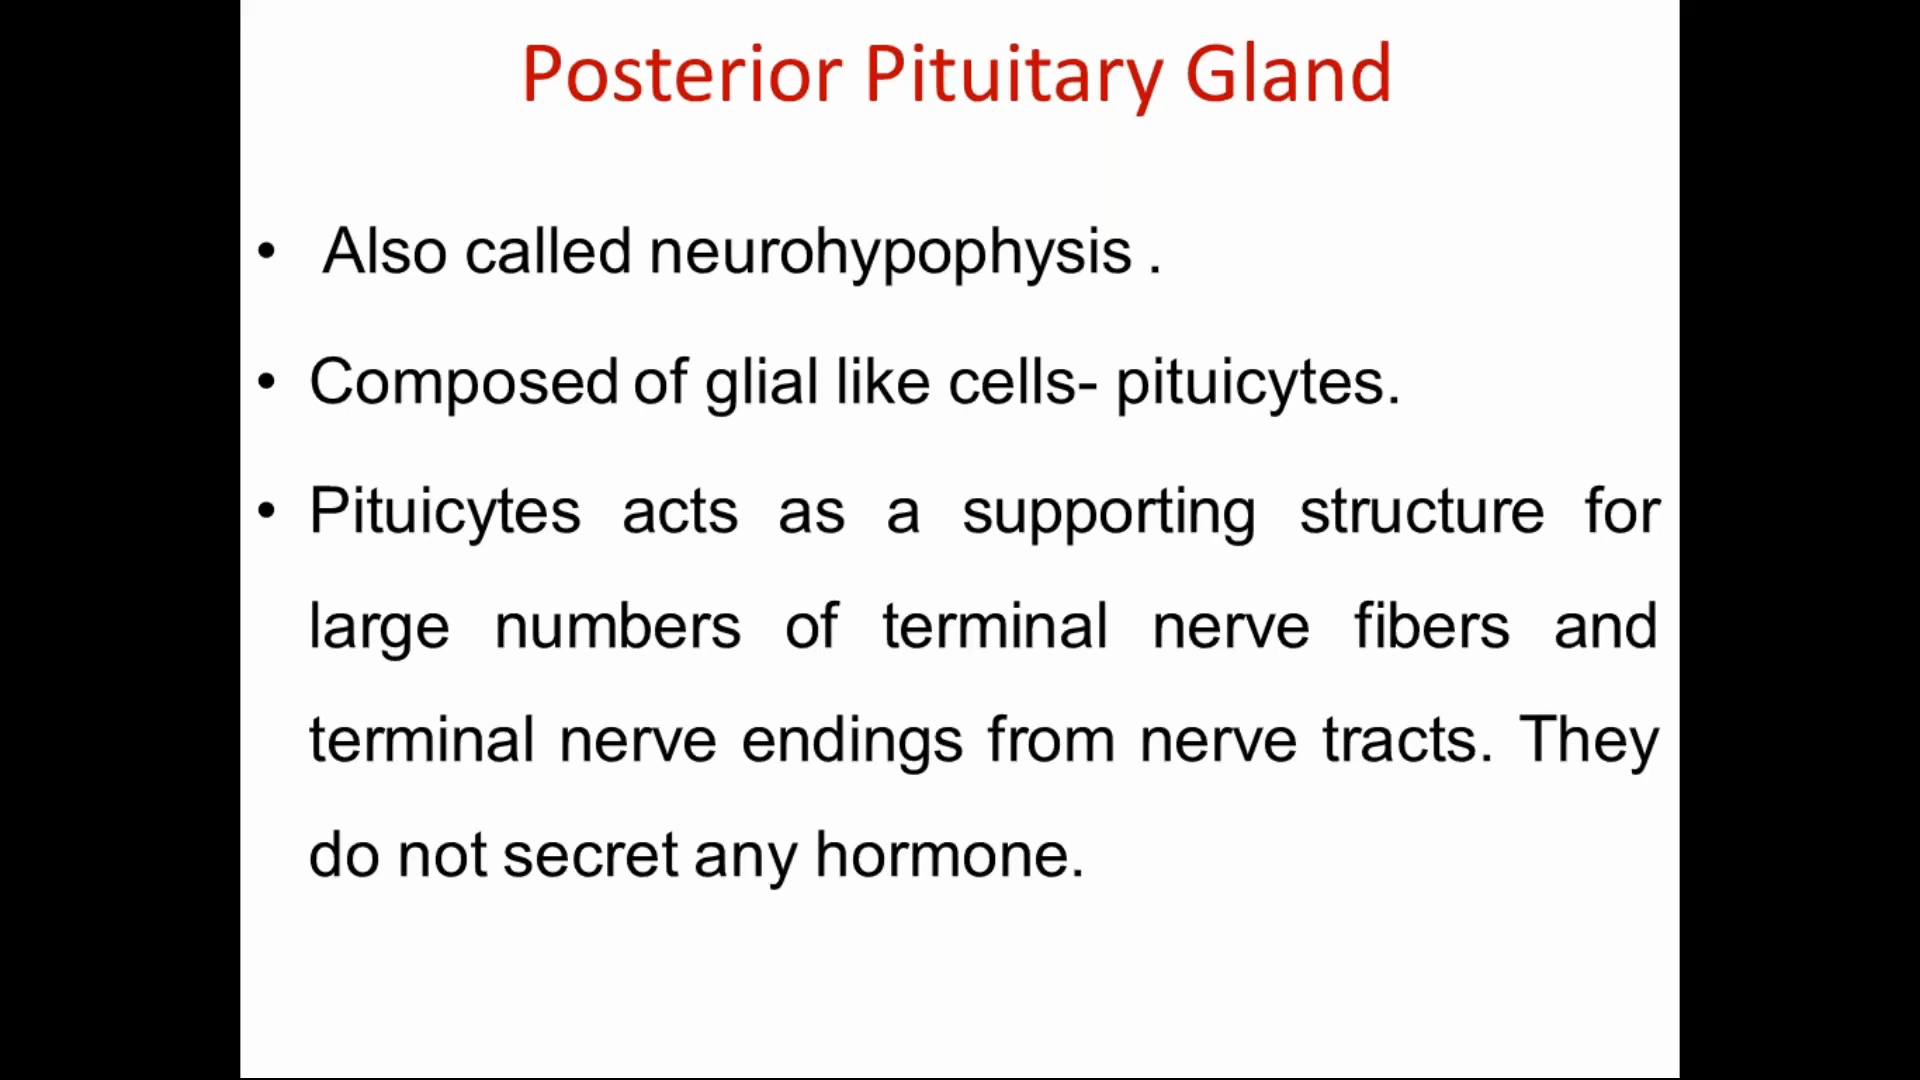 Posterior Pituitary Gland
• Also called neurohypophysis .
• Composed of glial like cells- pituicytes.
• Pituicytes acts as a supporting structure for
large numbers of terminal nerve fibers and
terminal nerve endings from nerve tracts. They
do not secret any hormone.